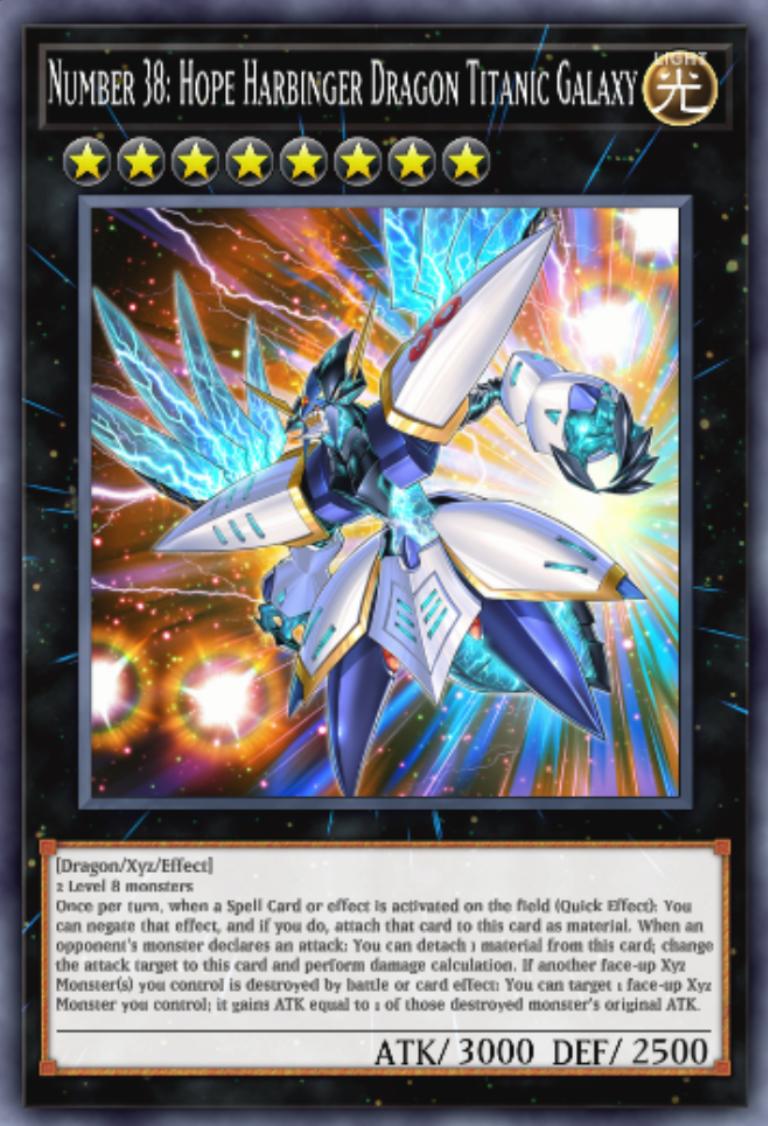 NUMBER 38: HOPE HARBINGER DRAGON TITANIC GALAXY
LIGHT
光
38
[Dragon/Xyz/Effect]
2 Level 8 monsters
Once per turn, when a Spell Card or effect is activated on the field (Quick Effect): You
can negate that effect, and if you do, attach that card to this card as material. When an
opponent's monster declares an attack: You can detach 1 material from this card; change
the attack target to this card and perform damage calculation. If another face-up Xyz
Monster(s) you control is destroyed by battle or card effect: You can target 1 face-up Xyz
Monster you control; it gains ATK equal to 1 of those destroyed monster's original ATK.
ATK/ 3000 DEF/ 2500